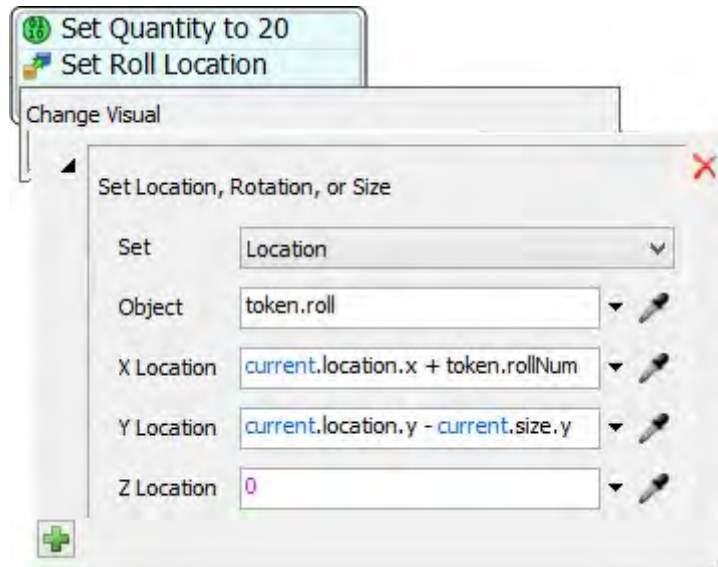 Set Quantity to 20
Set Roll Location
Change Visual
Set Location, Rotation, or Size
Set Location
Object token.roll
X Location current.location.x + token.rollNum
Y Location current.location.y - current.size.y
Z Location 0